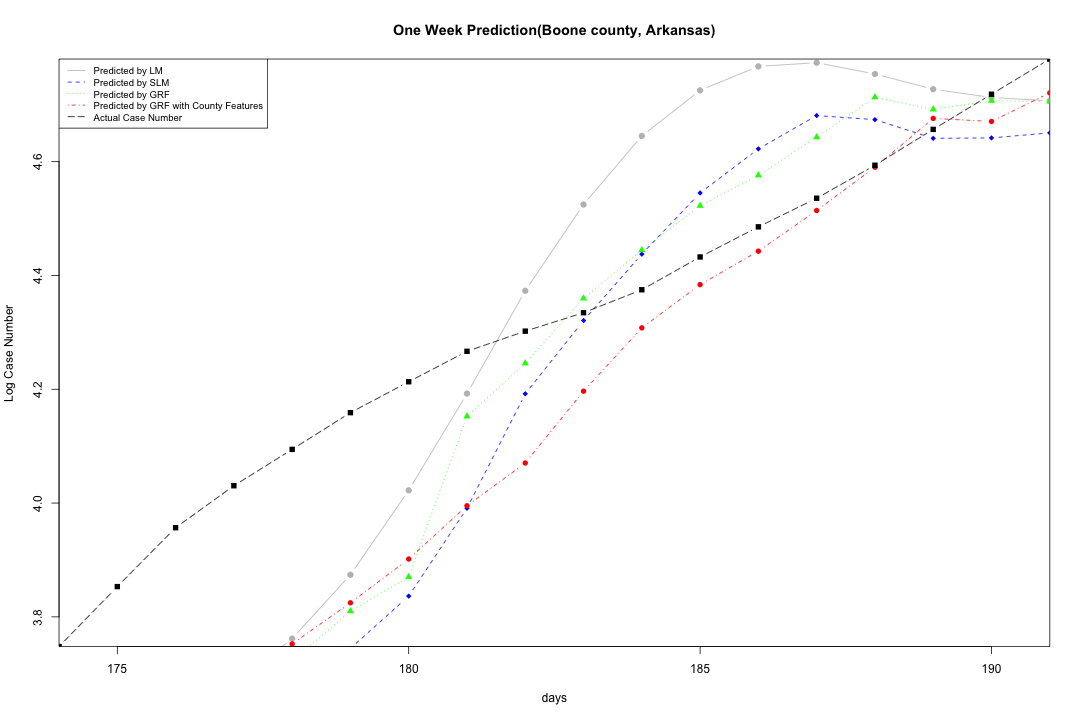 One Week Prediction(Boone county, Arkansas)
Predicted by LM
Predicted by SLM
Predicted by GRF
Predicted by GRF with County Features
Actual Case Number
Log Case Number
4.6
4.4
4.2
4.0
3.8
175 180 185 190
days